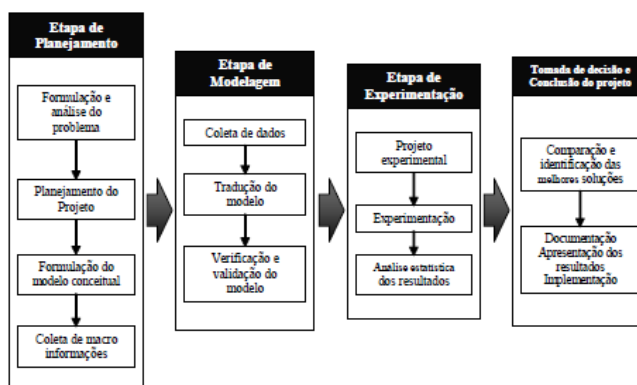 Etapa de
Planejamento
Formulação e
análise do
problema
Planejamento do
Projeto
Formulação do
modelo conceitual
Coleta de macro
informações
Etapa de
Modelagem
Coleta de dados
Tradução do
modelo
Verificação e
validação do
modelo
Etapa de
Experimentação
Projeto
experimental
Experimentação
Análise estatística
dos resultados
Tomada de decisão e
Conclusão do projeto
Comparação e
identificação das
melhores soluções
Documentação
Apresentação dos
resultados
Implementação